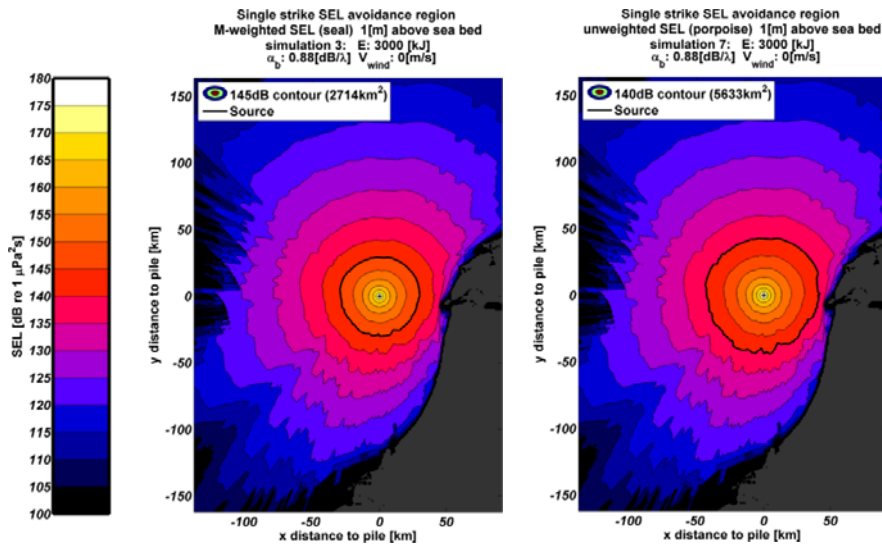 Single strike SEL avoidance region
M-weighted SEL (seal) 1[m] above sea bed
simulation 3: E: 3000 [kJ]
αb: 0.88[dB/λ] Vwind: 0[m/s]
Single strike SEL avoidance region
unweighted SEL (porpoise) 1[m] above sea bed
simulation 7: E: 3000 [kJ]
αb: 0.88[dB/λ] Vwind: 0[m/s]
SEL [dB re 1 μPa²s]
180
175
170
165
160
155
150
145
140
135
130
125
120
115
110
105
100
145dB contour (2714km²)
Source
y distance to pile [km]
150
100
50
0
-50
-100
-150
-100
-50
0
50
x distance to pile [km]
140dB contour (5633km²)
Source
y distance to pile [km]
150
100
50
0
-50
-100
-150
-100
-50
0
50
x distance to pile [km]